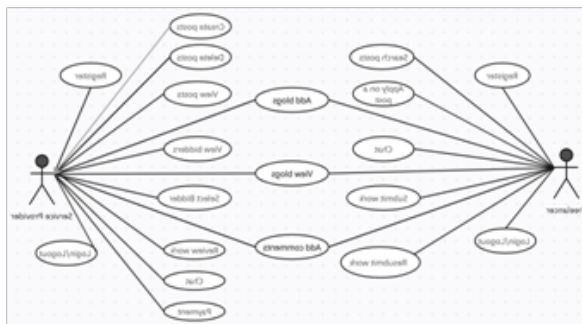 Create posts
Delete posts
Search posts
Register
Register
View posts
Add blogs
Apply on a
post
View bidders
Chat
View blogs
Select Bidder
Submit work
Service Provider
Freelancer
Login/Logout
Review work
Add comments
Login/Logout
Resubmit work
Chat
Payment